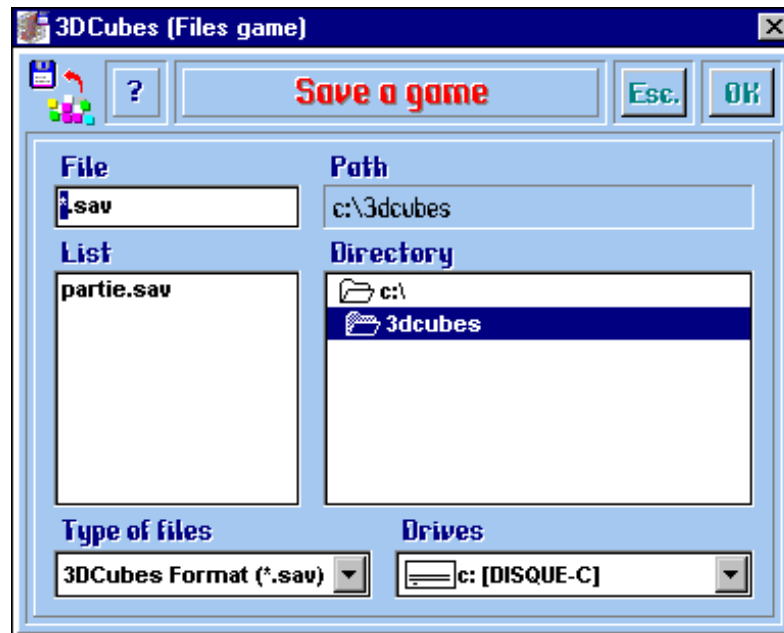 3DCubes (Files game)
? Save a game Esc. OK
File Path
*.sav c:\3dcubes
List Directory
partie.sav c:\
3dcubes
Type of files Drives
3DCubes Format (*.sav) c: [DISQUE-C]